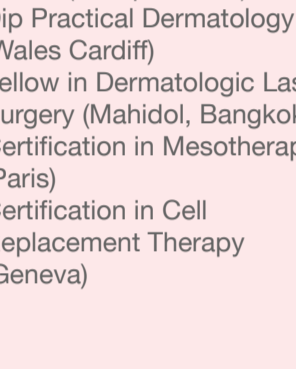 ip Practical Dermatology
Wales Cardiff)
ellow in Dermatologic Las
urgery (Mahidol, Bangkok
ertification in Mesotherap
Paris)
ertification in Cell
eplacement Therapy
Geneva)